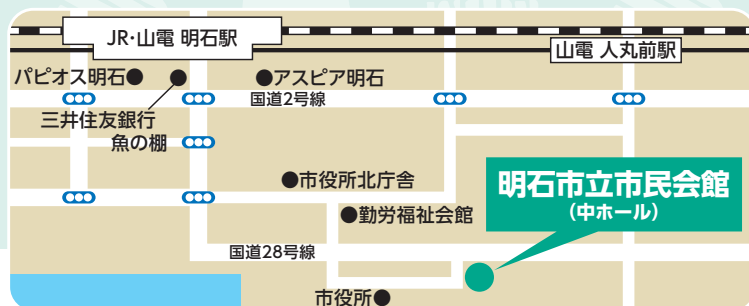 JR・山電 明石駅
山電 人丸前駅
パピオス明石●
●アスピア明石
国道2号線
三井住友銀行
魚の棚
●市役所北庁舎
明石市立市民会館
(中ホール)
●勤労福祉会館
国道28号線
市役所●